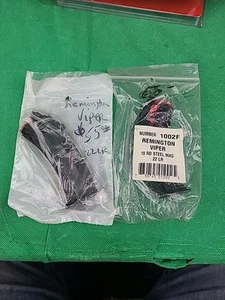 Remington
Viper
$55
22LR
NUMBER 1002F
REMINGTON
VIPER
10 RD STEEL MAG
22 LR